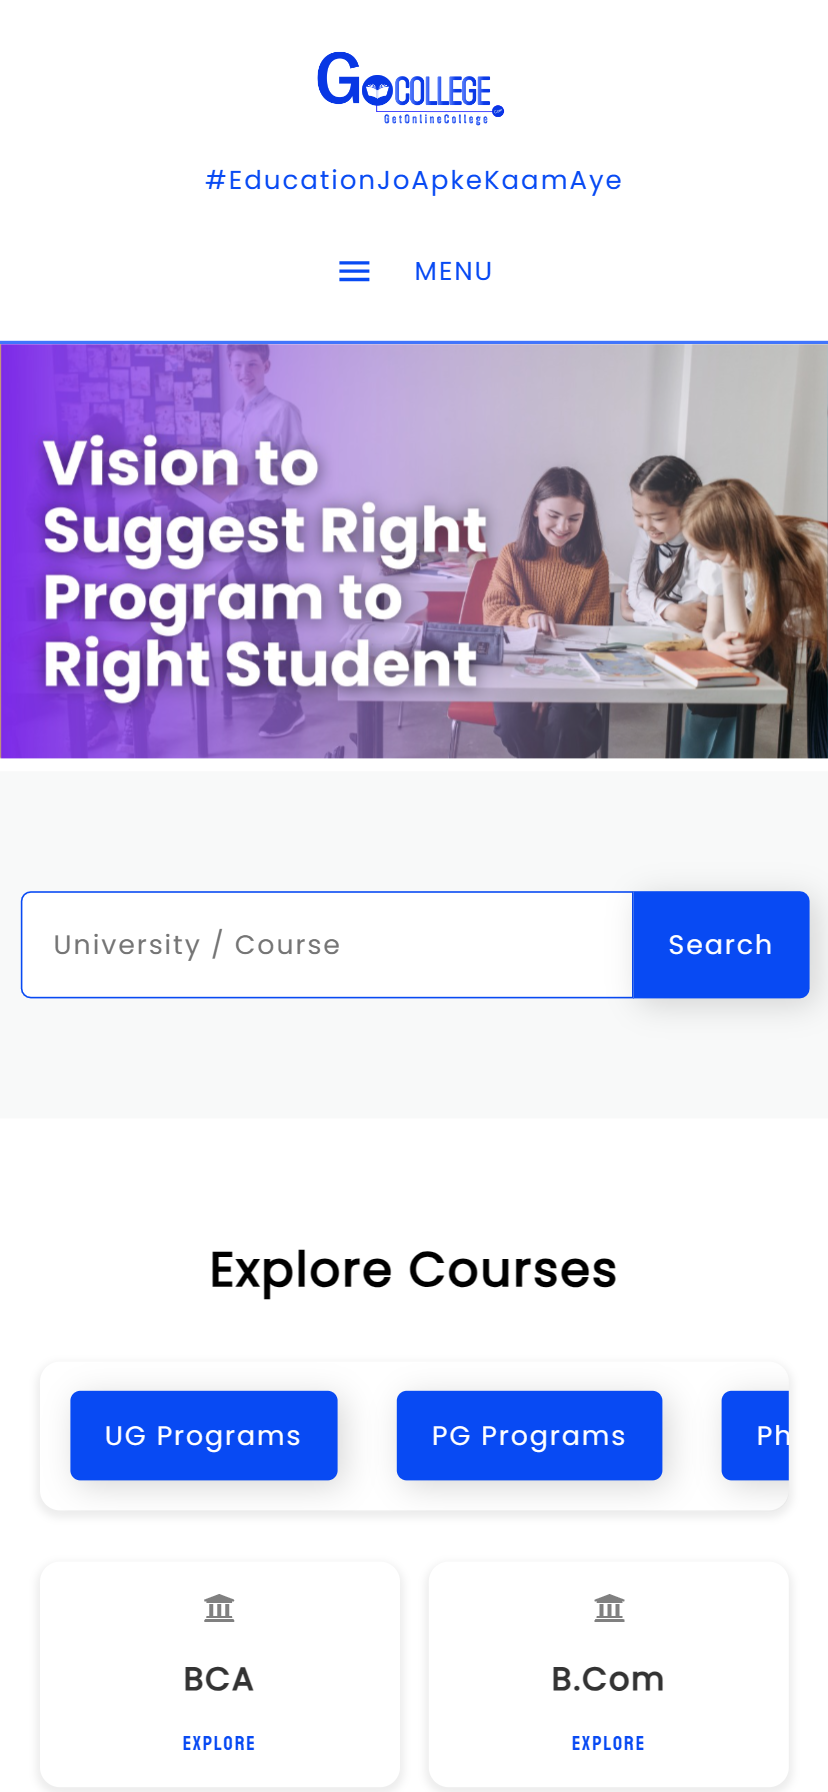 GoCOLLEGE
GetOnlineCollege
#EducationJoApkeKaamAye
MENU
Vision to
Suggest Right
Program to
Right Student
University / Course
Search
Explore Courses
UG Programs
PG Programs
Ph
BCA
B.Com
EXPLORE
EXPLORE